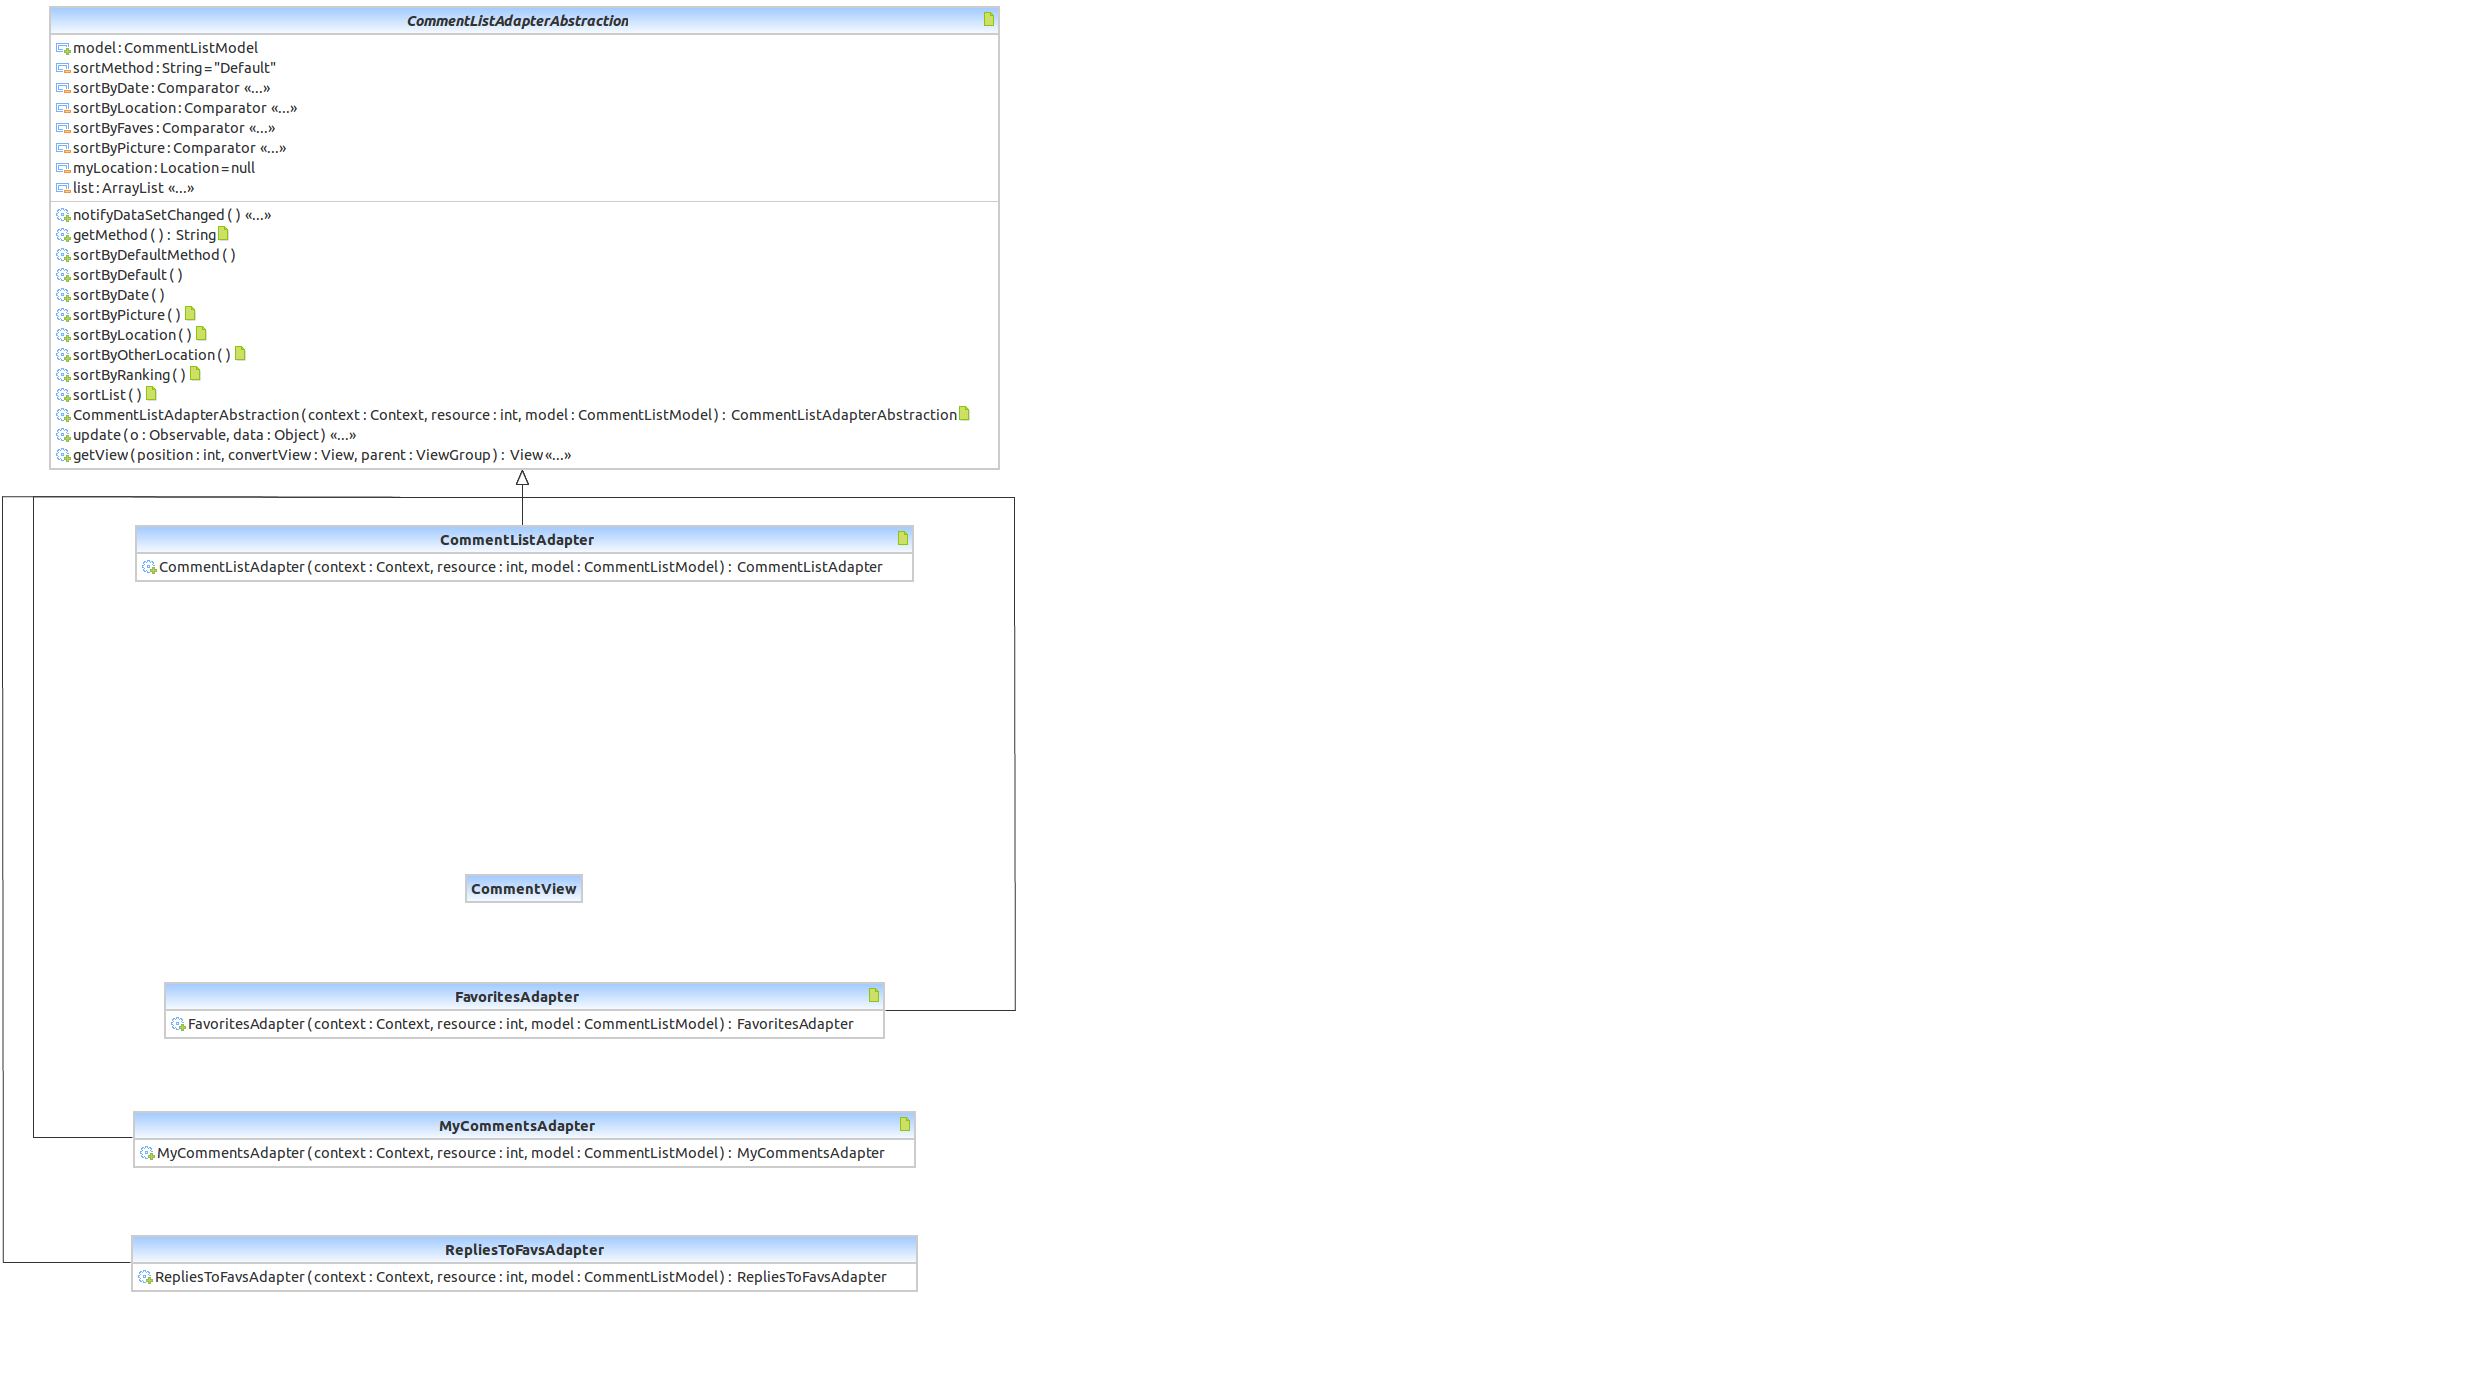 CommentListAdapterAbstraction
model:CommentListModel
sortMethod:String="Default"
sortByDate:Comparator «...»
sortByLocation:Comparator «...»
sortByFaves:Comparator «...»
sortByPicture:Comparator «...»
myLocation:Location=null
list:ArrayList «...»
notifyDataSetChanged() «...»
getMethod(): String
sortByDefaultMethod()
sortByDefault()
sortByDate()
sortByPicture()
sortByLocation()
sortByOtherLocation()
sortByRanking()
sortList()
CommentListAdapterAbstraction(context:Context, resource:int, model:CommentListModel): CommentListAdapterAbstraction
update(o:Observable, data:Object) «...»
getView(position:int, convertView:View, parent:ViewGroup): View«...»
CommentListAdapter
CommentListAdapter(context:Context, resource:int, model:CommentListModel): CommentListAdapter
CommentView
FavoritesAdapter
FavoritesAdapter(context:Context, resource:int, model:CommentListModel): FavoritesAdapter
MyCommentsAdapter
MyCommentsAdapter(context:Context, resource:int, model:CommentListModel): MyCommentsAdapter
RepliesToFavsAdapter
RepliesToFavsAdapter(context:Context, resource:int, model:CommentListModel): RepliesToFavsAdapter